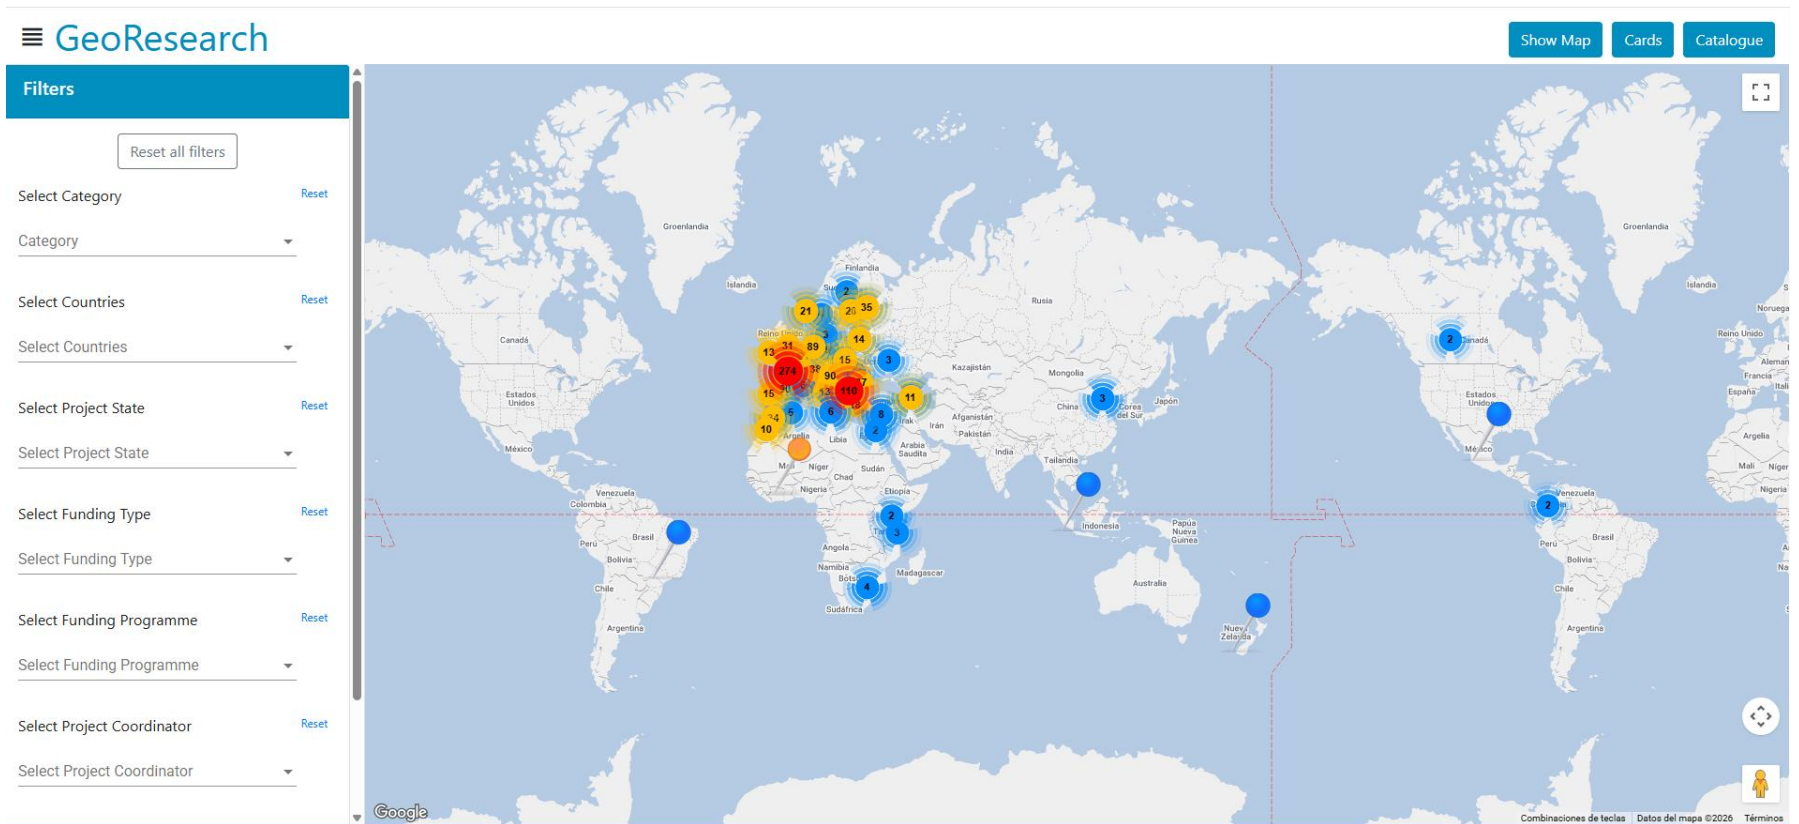 GeoResearch
Show Map
Cards
Catalogue
Filters
Reset all filters
Select Category
Reset
Category
Select Countries
Reset
Select Countries
Select Project State
Reset
Select Project State
Select Funding Type
Reset
Select Funding Type
Select Funding Programme
Reset
Select Funding Programme
Select Project Coordinator
Reset
Select Project Coordinator
Groenlandia
Groenlandia
Islandia
Finlandia
Islandia
Noruega
Rusia
Canadá
Reino Unido
Kazajistán
Mongolia
Francia
España
Estados
Unidos
Estados
China
Japón
del Sur
Afganistán
Irán
Pakistán
Argelia
Libia
Arabia
Saudita
India
México
México
Argelia
Níger
Chad
Sudán
Tailandia
Malí
Níger
Nigeria
Etiopía
Nigeria
Venezuela
Colombia
Venezuela
Indonesia
Papúa
Nueva
Guinea
Perú
Brasil
Bolivia
Angola
Namibia
Madagascar
Perú
Brasil
Bolivia
Chile
Sudáfrica
Australia
Chile
Argentina
Nueva
Zelanda
Argentina
2
21
35
14
13
31
89
15
3
274
90
110
15
11
6
8
10
2
3
2
2
3
4
2
Google
Combinaciones de teclas
Datos del mapa ©2026
Términos